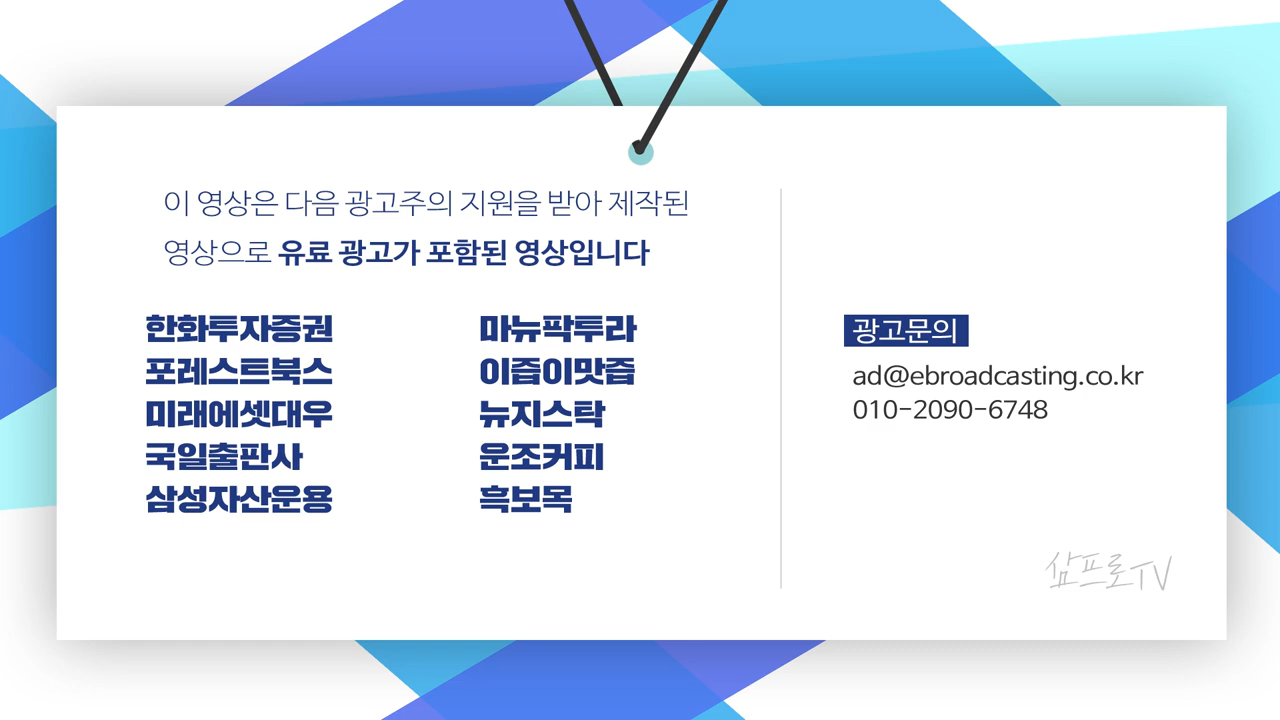 이 영상은 다음 광고주의 지원을 받아 제작된
영상으로 유료 광고가 포함된 영상입니다
한화투자증권
포레스트북스
미래에셋대우
국일출판사
삼성자산운용
마뉴팍투라
이즙이맛즙
뉴지스탁
운조커피
흑보목
광고문의
ad@ebroadcasting.co.kr
010-2090-6748
삼프로TV